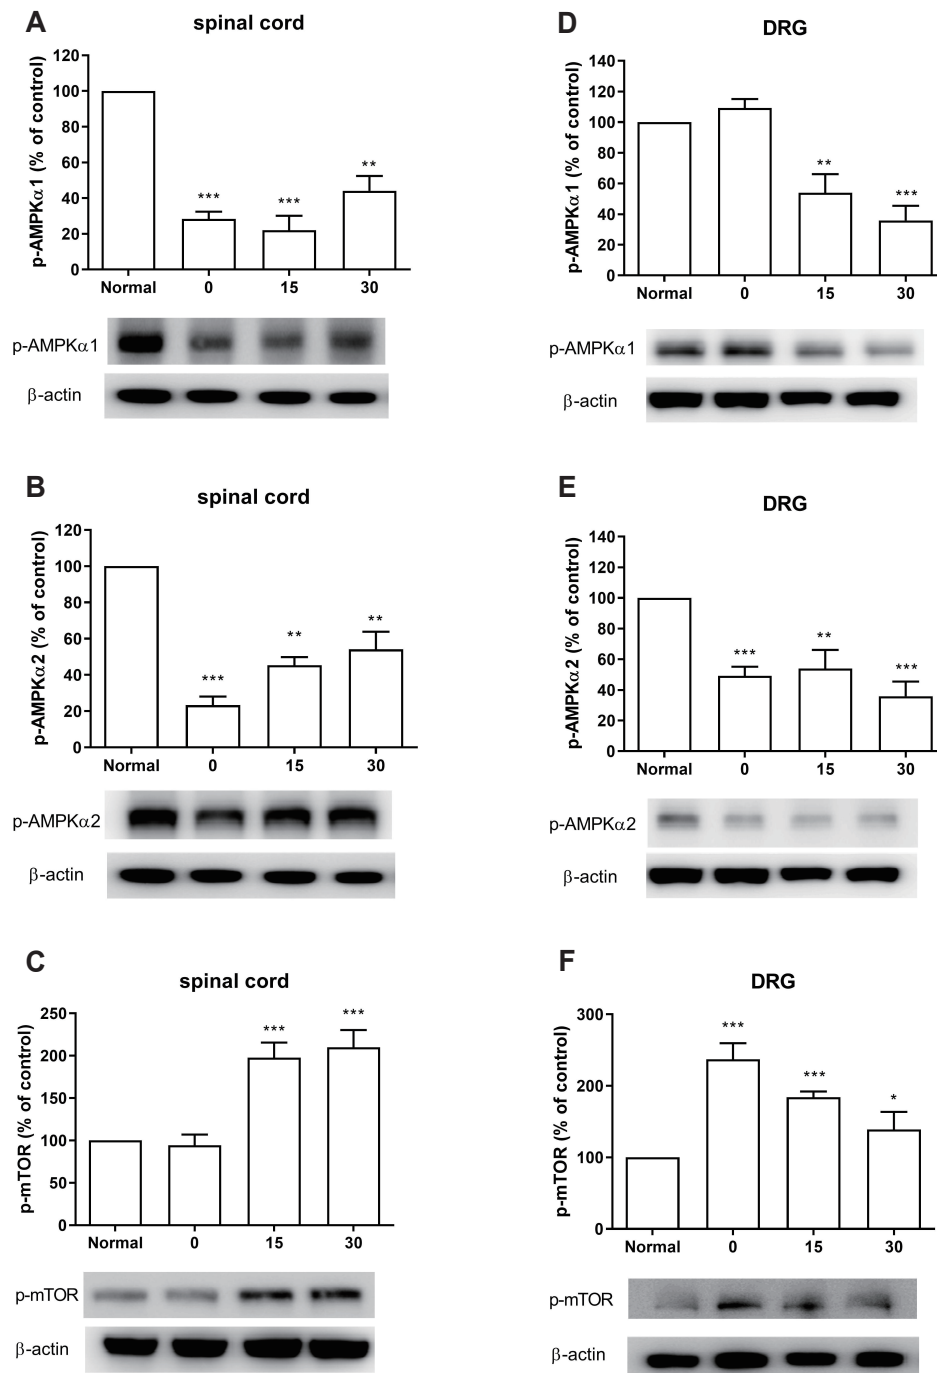 A
spinal cord
p-AMPKα1 (% of control)
120
100
80
60
40
20
0
***
***
**
Normal 0 15 30
p-AMPKα1
β-actin
D
DRG
p-AMPKα1 (% of control)
140
120
100
80
60
40
20
0
**
***
Normal 0 15 30
p-AMPKα1
β-actin
B
spinal cord
p-AMPKα2 (% of control)
120
100
80
60
40
20
0
***
**
**
Normal 0 15 30
p-AMPKα2
β-actin
E
DRG
p-AMPKα2 (% of control)
140
120
100
80
60
40
20
0
***
**
***
Normal 0 15 30
p-AMPKα2
β-actin
C
spinal cord
p-mTOR (% of control)
250
200
150
100
50
0
***
***
Normal 0 15 30
p-mTOR
β-actin
F
DRG
p-mTOR (% of control)
300
200
100
0
***
***
*
Normal 0 15 30
p-mTOR
β-actin